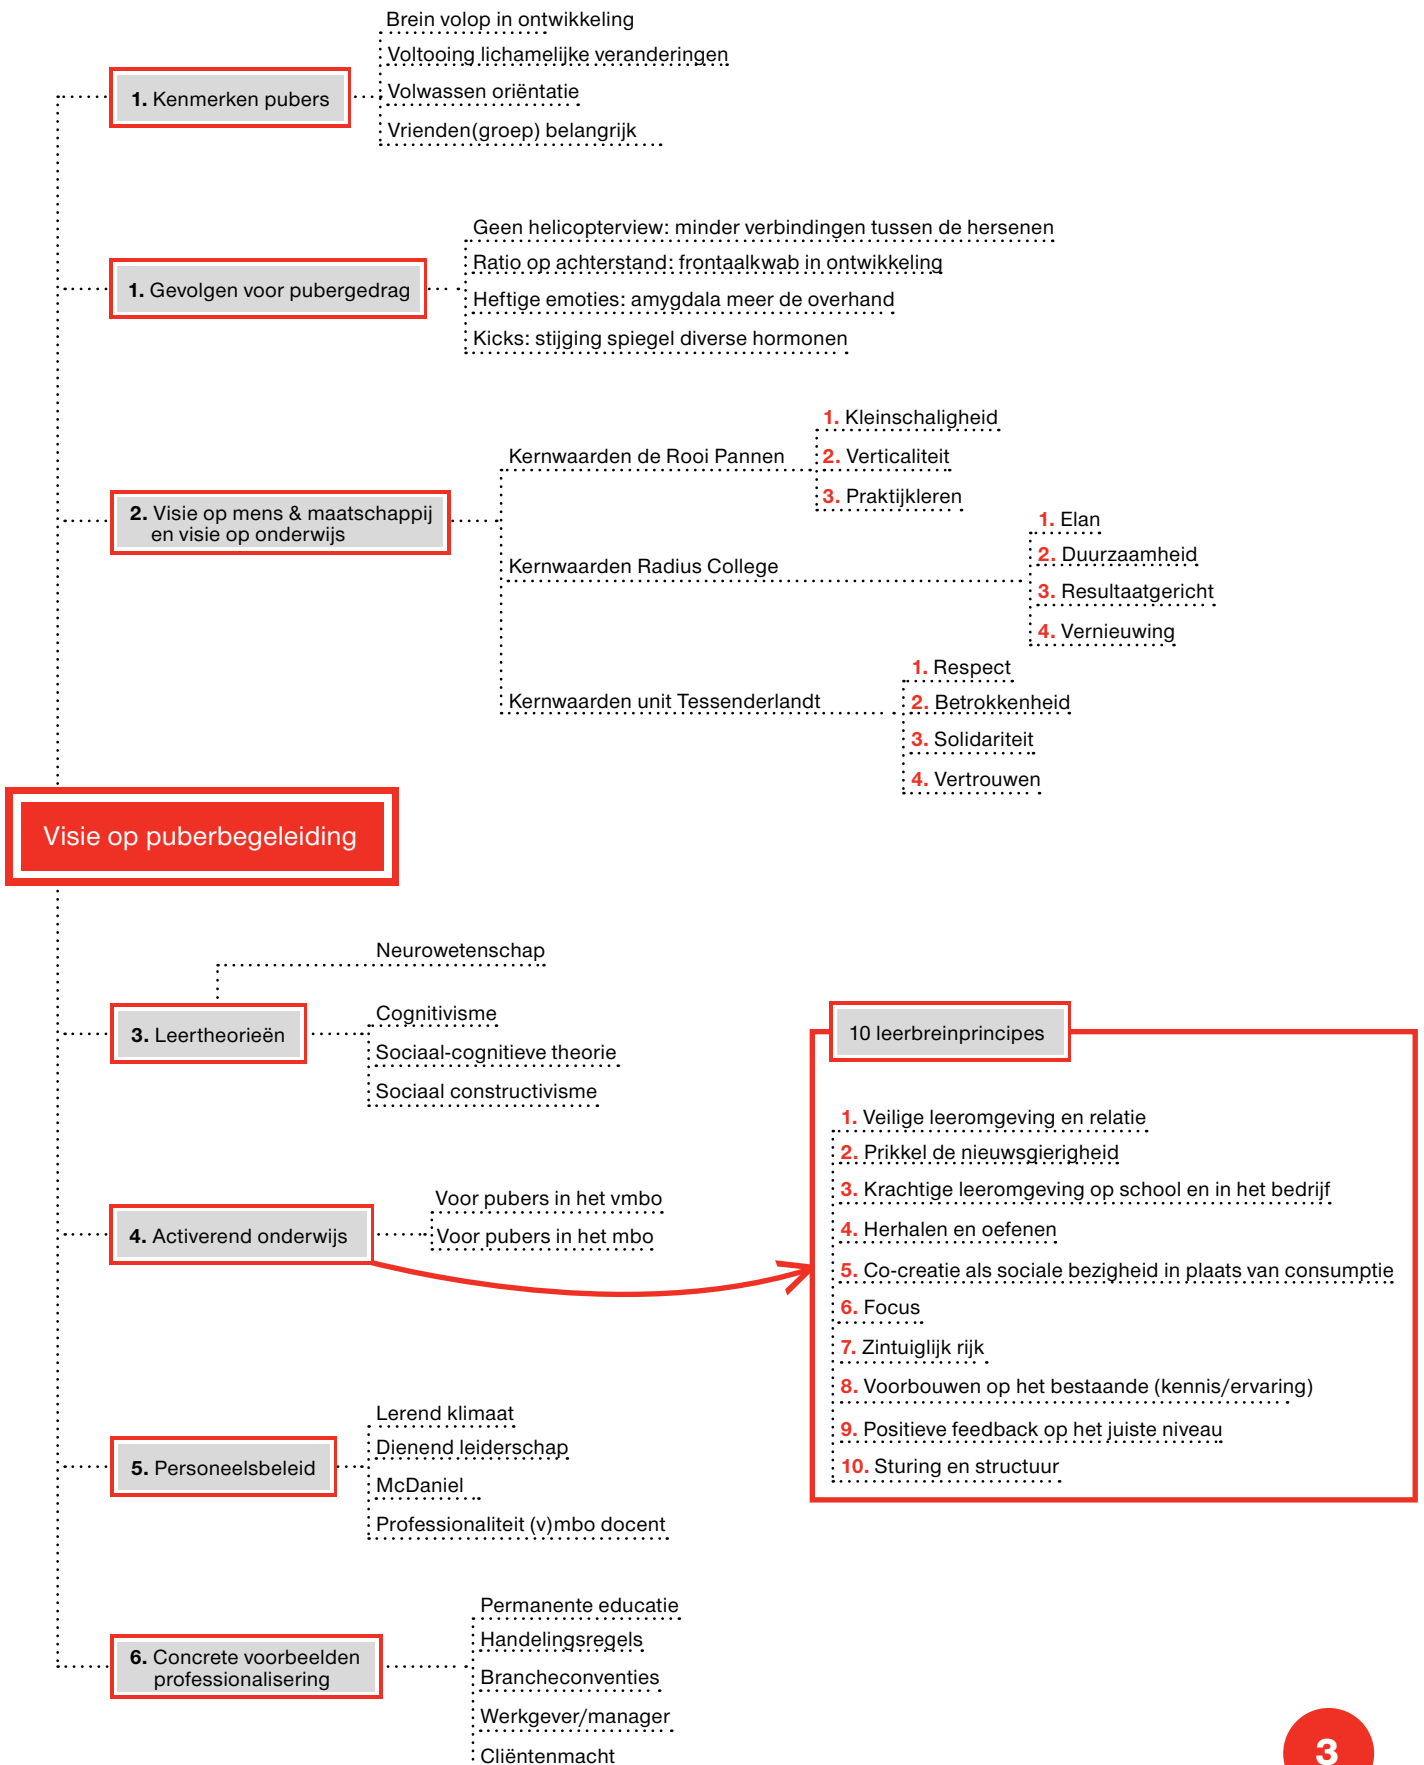 Brein volop in ontwikkeling
Voltooing lichamelijke veranderingen
1. Kenmerken pubers
Volwassen oriëntatie
Vrienden(groep) belangrijk
Geen helicopterview: minder verbindingen tussen de hersenen
Ratio op achterstand: frontaalkwab in ontwikkeling
1. Gevolgen voor pubergedrag
Heftige emoties: amygdala meer de overhand
Kicks: stijging spiegel diverse hormonen
2. Visie op mens & maatschappij
en visie op onderwijs
Kernwaarden de Rooi Pannen
1. Kleinschaligheid
2. Verticaliteit
3. Praktijkleren
Kernwaarden Radius College
1. Elan
2. Duurzaamheid
3. Resultaatgericht
4. Vernieuwing
Kernwaarden unit Tessenderlandt
1. Respect
2. Betrokkenheid
3. Solidariteit
4. Vertrouwen
Visie op puberbegeleiding
Neurowetenschap
3. Leertheorieën
Cognitivisme
Sociaal-cognitieve theorie
Sociaal constructivisme
4. Activerend onderwijs
Voor pubers in het vmbo
Voor pubers in het mbo
10 leerbreinprincipes
1. Veilige leeromgeving en relatie
2. Prikkel de nieuwsgierigheid
3. Krachtige leeromgeving op school en in het bedrijf
4. Herhalen en oefenen
5. Co-creatie als sociale bezigheid in plaats van consumptie
6. Focus
7. Zintuiglijk rijk
8. Voorbouwen op het bestaande (kennis/ervaring)
9. Positieve feedback op het juiste niveau
10. Sturing en structuur
5. Personeelsbeleid
Lerend klimaat
Dienend leiderschap
McDaniel
Professionaliteit (v)mbo docent
6. Concrete voorbeelden
professionalisering
Permanente educatie
Handelingsregels
Brancheconventies
Werkgever/manager
Cliëntenmacht
3